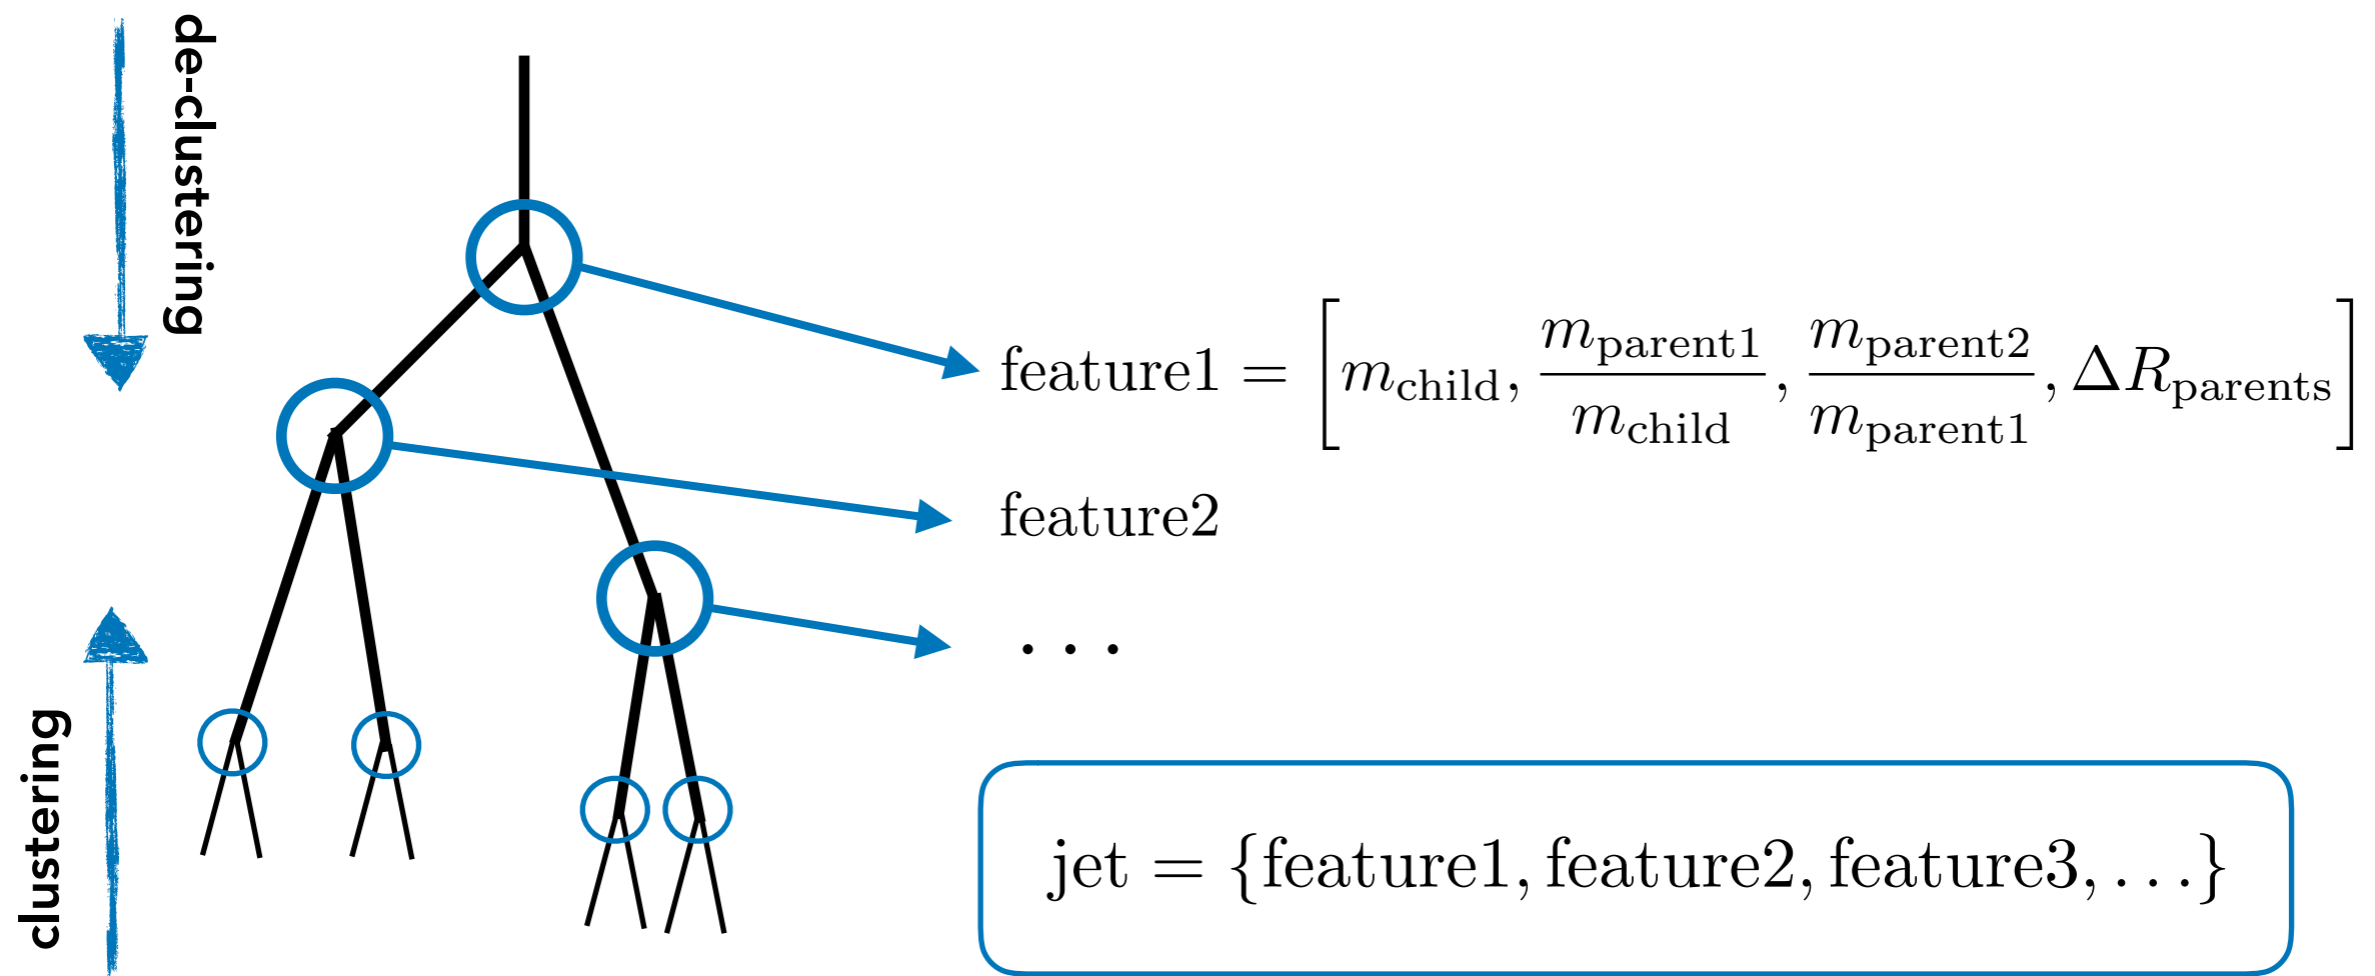 de-clustering
feature1 = [m_child, m_parent1/m_child, m_parent2/m_parent1, ΔR_parents]
feature2
...
clustering
jet = {feature1, feature2, feature3, ...}